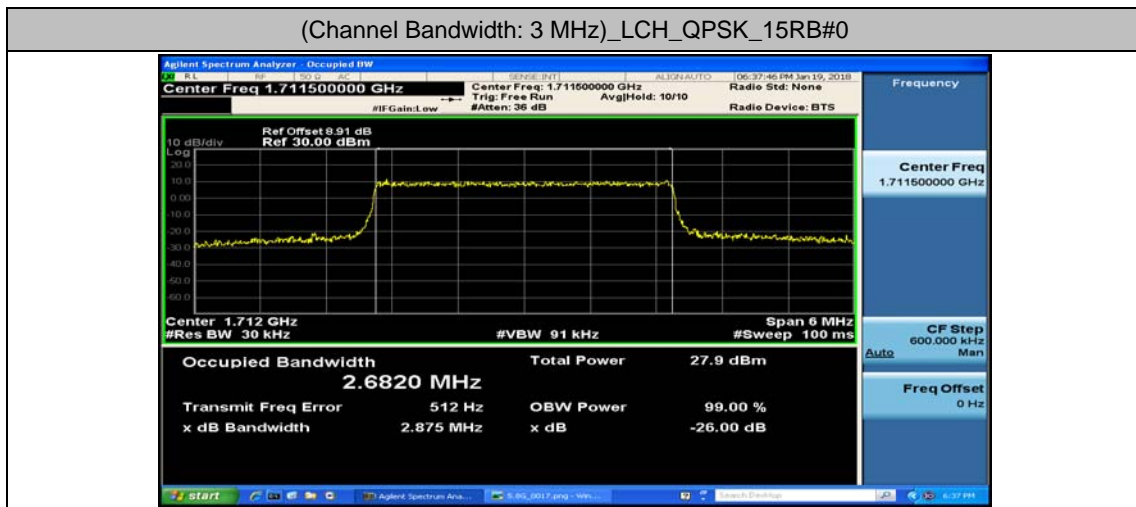 (Channel Bandwidth: 3 MHz)_LCH_QPSK_15RB#0
Agilent Spectrum Analyzer - Occupied BW
RL RF 50 Ω AC SENSE:INT ALIGN AUTO 06:37:46 PM Jan 19, 2018
Center Freq 1.711500000 GHz Center Freq: 1.711500000 GHz Radio Std: None
Trig: Free Run Avg|Hold: 10/10
#IFGain:Low #Atten: 36 dB Radio Device: BTS
Ref Offset 8.91 dB
10 dB/div Ref 30.00 dBm
Log
20.0
10.0
0.00
-10.0
-20.0
-30.0
-40.0
-50.0
-60.0
Center 1.712 GHz Span 6 MHz
#Res BW 30 kHz #VBW 91 kHz #Sweep 100 ms
Occupied Bandwidth Total Power 27.9 dBm
2.6820 MHz
Transmit Freq Error 512 Hz OBW Power 99.00 %
x dB Bandwidth 2.875 MHz x dB -26.00 dB
Frequency
Center Freq
1.711500000 GHz
CF Step
600.000 kHz
Auto Man
Freq Offset
0 Hz
start Agilent Spectrum Ana... Search Desktop 6:37 PM